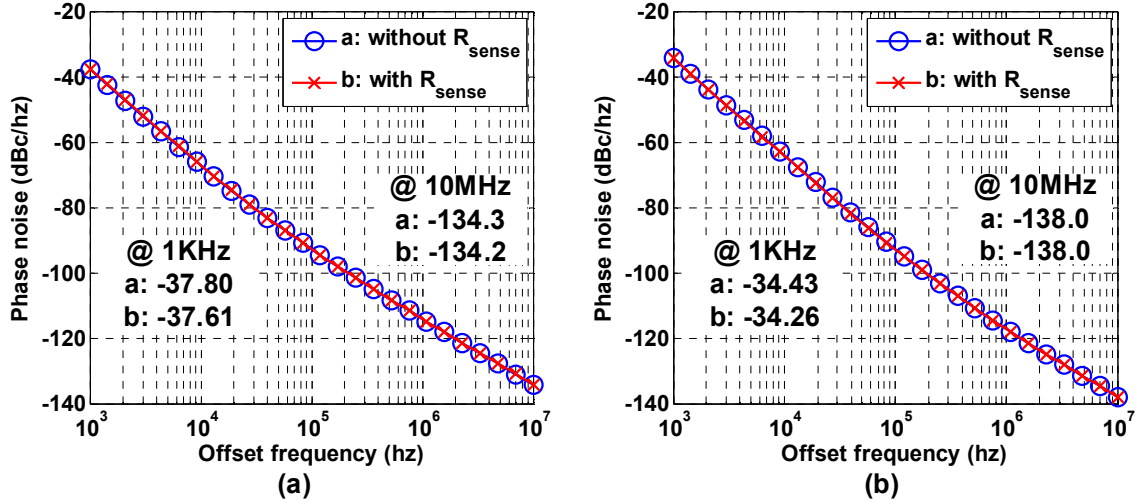 -20
-40
-60
-80
-100
-120
-140
Phase noise (dBc/hz)
a: without R_sense
b: with R_sense
@ 10MHz
a: -134.3
b: -134.2
@ 1KHz
a: -37.80
b: -37.61
10^3 10^4 10^5 10^6 10^7
Offset frequency (hz)
(a)
-20
-40
-60
-80
-100
-120
-140
Phase noise (dBc/hz)
a: without R_sense
b: with R_sense
@ 10MHz
a: -138.0
b: -138.0
@ 1KHz
a: -34.43
b: -34.26
10^3 10^4 10^5 10^6 10^7
Offset frequency (hz)
(b)